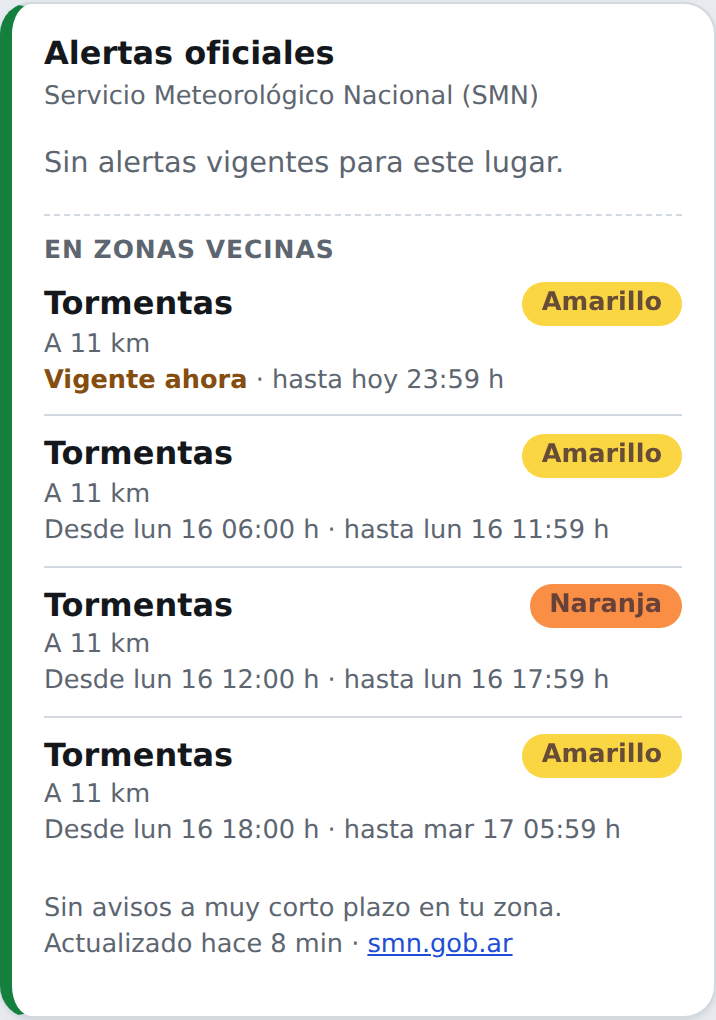 Alertas oficiales
Servicio Meteorológico Nacional (SMN)
Sin alertas vigentes para este lugar.
EN ZONAS VECINAS
Tormentas
Amarillo
A 11 km
Vigente ahora · hasta hoy 23:59 h
Tormentas
Amarillo
A 11 km
Desde lun 16 06:00 h · hasta lun 16 11:59 h
Tormentas
Naranja
A 11 km
Desde lun 16 12:00 h · hasta lun 16 17:59 h
Tormentas
Amarillo
A 11 km
Desde lun 16 18:00 h · hasta mar 17 05:59 h
Sin avisos a muy corto plazo en tu zona.
Actualizado hace 8 min · smn.gob.ar